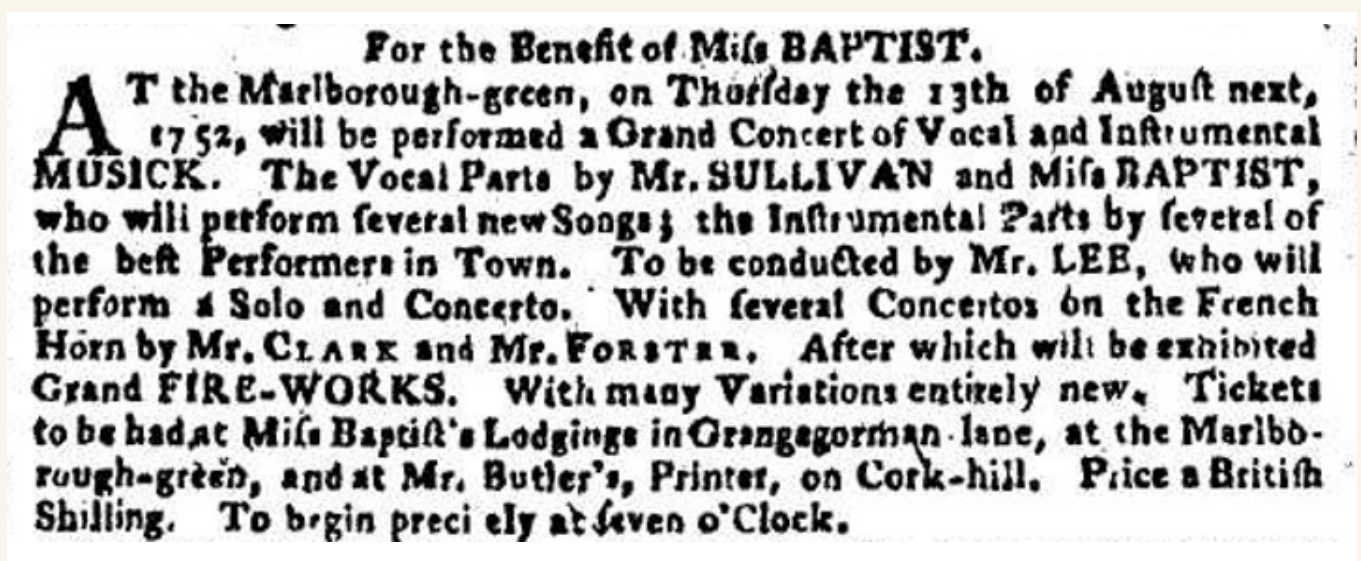 For the Benefit of Miſs BAPTIST.
AT the Marlborough-green, on Thurſday the 13th of Auguſt next,
1752, will be performed a Grand Concert of Vocal and Inſtrumental
MUSICK. The Vocal Parts by Mr. SULLIVAN and Miſs BAPTIST,
who will perform ſeveral new Songs; the Inſtrumental Parts by ſeveral of
the beſt Performers in Town. To be conducted by Mr. LEE, who will
perform a Solo and Concerto. With ſeveral Concertos on the French
Horn by Mr. CLARK and Mr. FORSTER. After which will be exhibited
Grand FIRE-WORKS. With many Variations entirely new. Tickets
to be had at Miſs Baptiſt's Lodgings in Grangegorman-lane, at the Marlbo-
rough-green, and at Mr. Butler's, Printer, on Cork-hill. Price a Britiſh
Shilling. To begin preci ely at ſeven o'Clock.